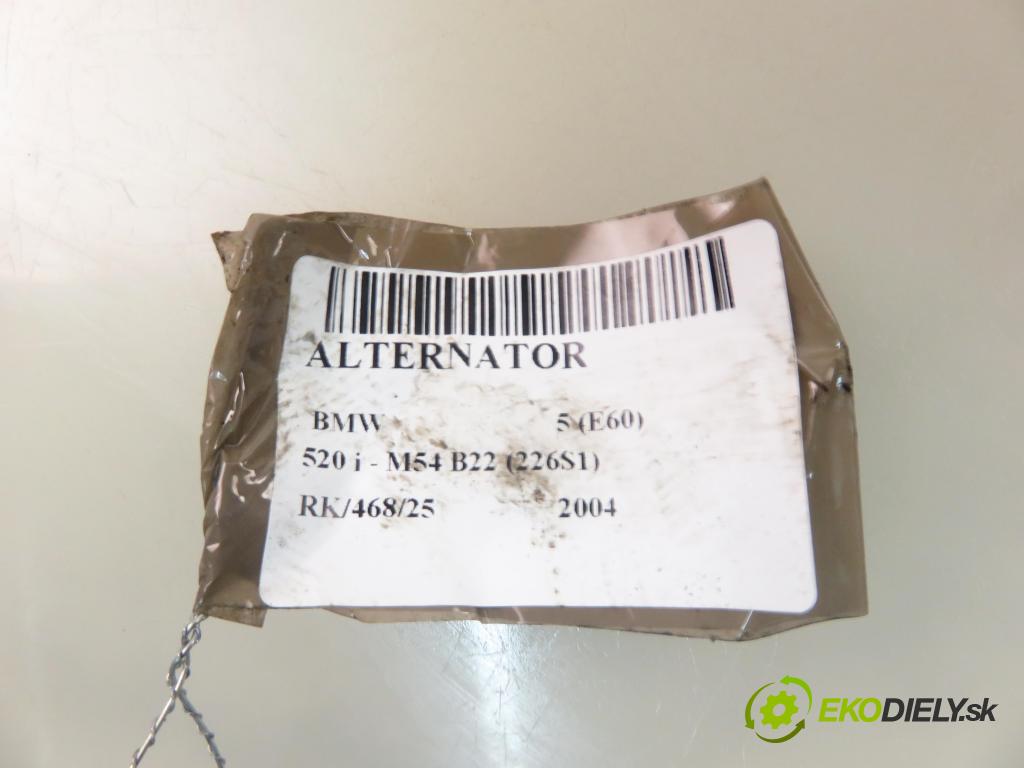 ALTERNATOR
BMW 5 (E60)
520 i - M54 B22 (226S1)
RK/468/25 2004
EKODIELY.sk